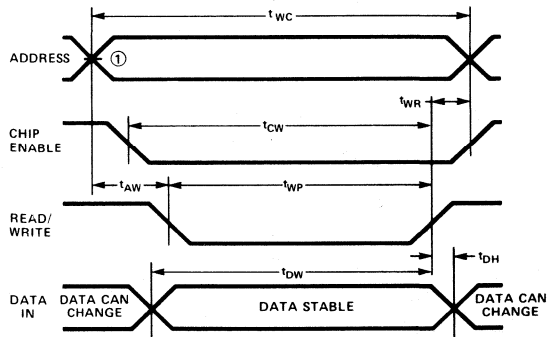 tWC
ADDRESS
①
tWR
CHIP
ENABLE
tCW
tAW
tWP
READ/
WRITE
tDH
tDW
DATA
IN
DATA CAN
CHANGE
DATA STABLE
DATA CAN
CHANGE